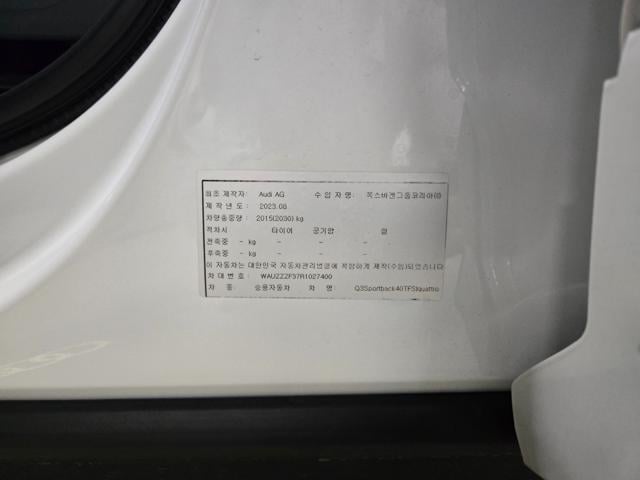 최초 제작자: Audi AG 수 입 자 명: 폭스바겐그룹코리아㈜
제 작 년 도 : 2023.08
차량총중량 : 2015(2030) kg
적차시 타이어 공기압 림
전축중 - kg - - -
후축중 - kg - - -
이 자동차는 대한민국 자동차관리법령에 적합하게 제작(수입)되었습니다
차 대 번 호 : WAUZZZF37R1027400
차 종: 승용자동차 차 명: Q3Sportback40TFSIquattro